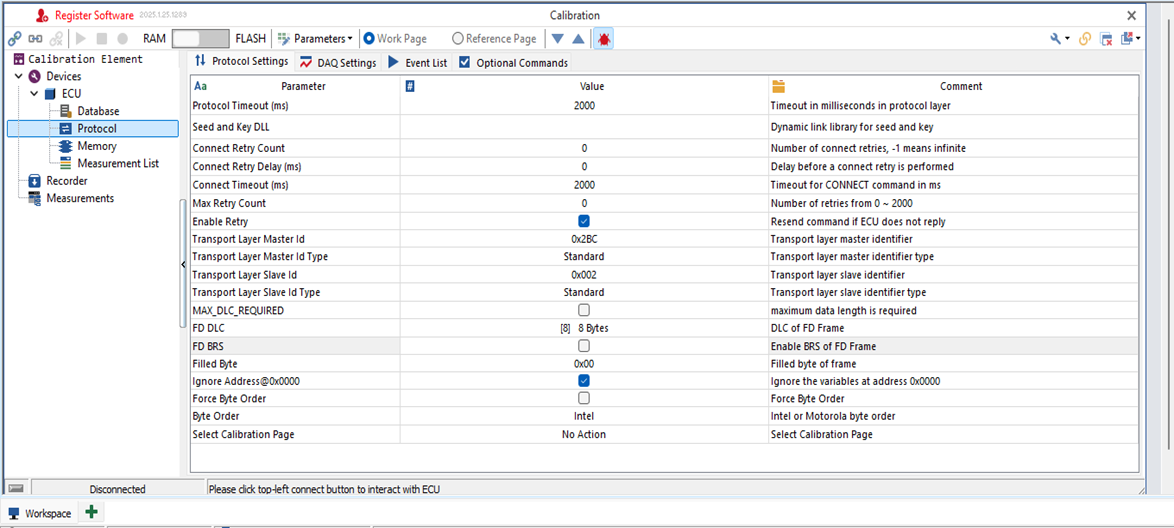 Register Software 2025.1.25.1289 Calibration
RAM FLASH Parameters Work Page Reference Page
Calibration Element
Devices
ECU
Database
Protocol
Memory
Measurement List
Recorder
Measurements
Protocol Settings DAQ Settings Event List Optional Commands
Aa Parameter # Value Comment
Protocol Timeout (ms) 2000 Timeout in milliseconds in protocol layer
Seed and Key DLL Dynamic link library for seed and key
Connect Retry Count 0 Number of connect retries, -1 means infinite
Connect Retry Delay (ms) 0 Delay before a connect retry is performed
Connect Timeout (ms) 2000 Timeout for CONNECT command in ms
Max Retry Count 0 Number of retries from 0 ~ 2000
Enable Retry Resend command if ECU does not reply
Transport Layer Master Id 0x2BC Transport layer master identifier
Transport Layer Master Id Type Standard Transport layer master identifier type
Transport Layer Slave Id 0x002 Transport layer slave identifier
Transport Layer Slave Id Type Standard Transport layer slave identifier type
MAX_DLC_REQUIRED maximum data length is required
FD DLC [8] 8 Bytes DLC of FD Frame
FD BRS Enable BRS of FD Frame
Filled Byte 0x00 Filled byte of frame
Ignore Address@0x0000 Ignore the variables at address 0x0000
Force Byte Order Force Byte Order
Byte Order Intel Intel or Motorola byte order
Select Calibration Page No Action Select Calibration Page
Disconnected Please click top-left connect button to interact with ECU
Workspace